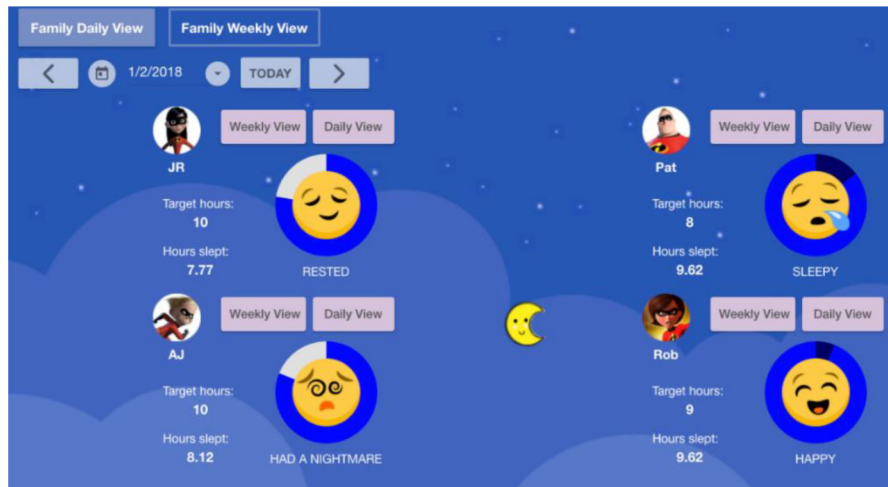 Family Daily View
Family Weekly View
1/2/2018
TODAY
Weekly View
Daily View
JR
Target hours:
10
Hours slept:
7.77
RESTED
Weekly View
Daily View
Pat
Target hours:
8
Hours slept:
9.62
SLEEPY
Weekly View
Daily View
AJ
Target hours:
10
Hours slept:
8.12
HAD A NIGHTMARE
Weekly View
Daily View
Rob
Target hours:
9
Hours slept:
9.62
HAPPY